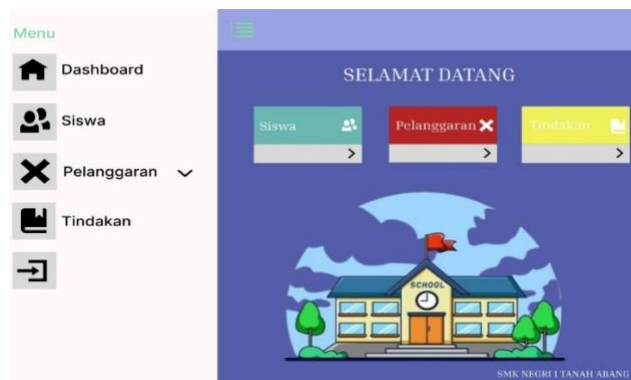 Menu
Dashboard
Siswa
Pelanggaran
Tindakan
SELAMAT DATANG
Siswa
Pelanggaran
Tindakan
SCHOOL
SMK NEGRI I TANAH ABANG